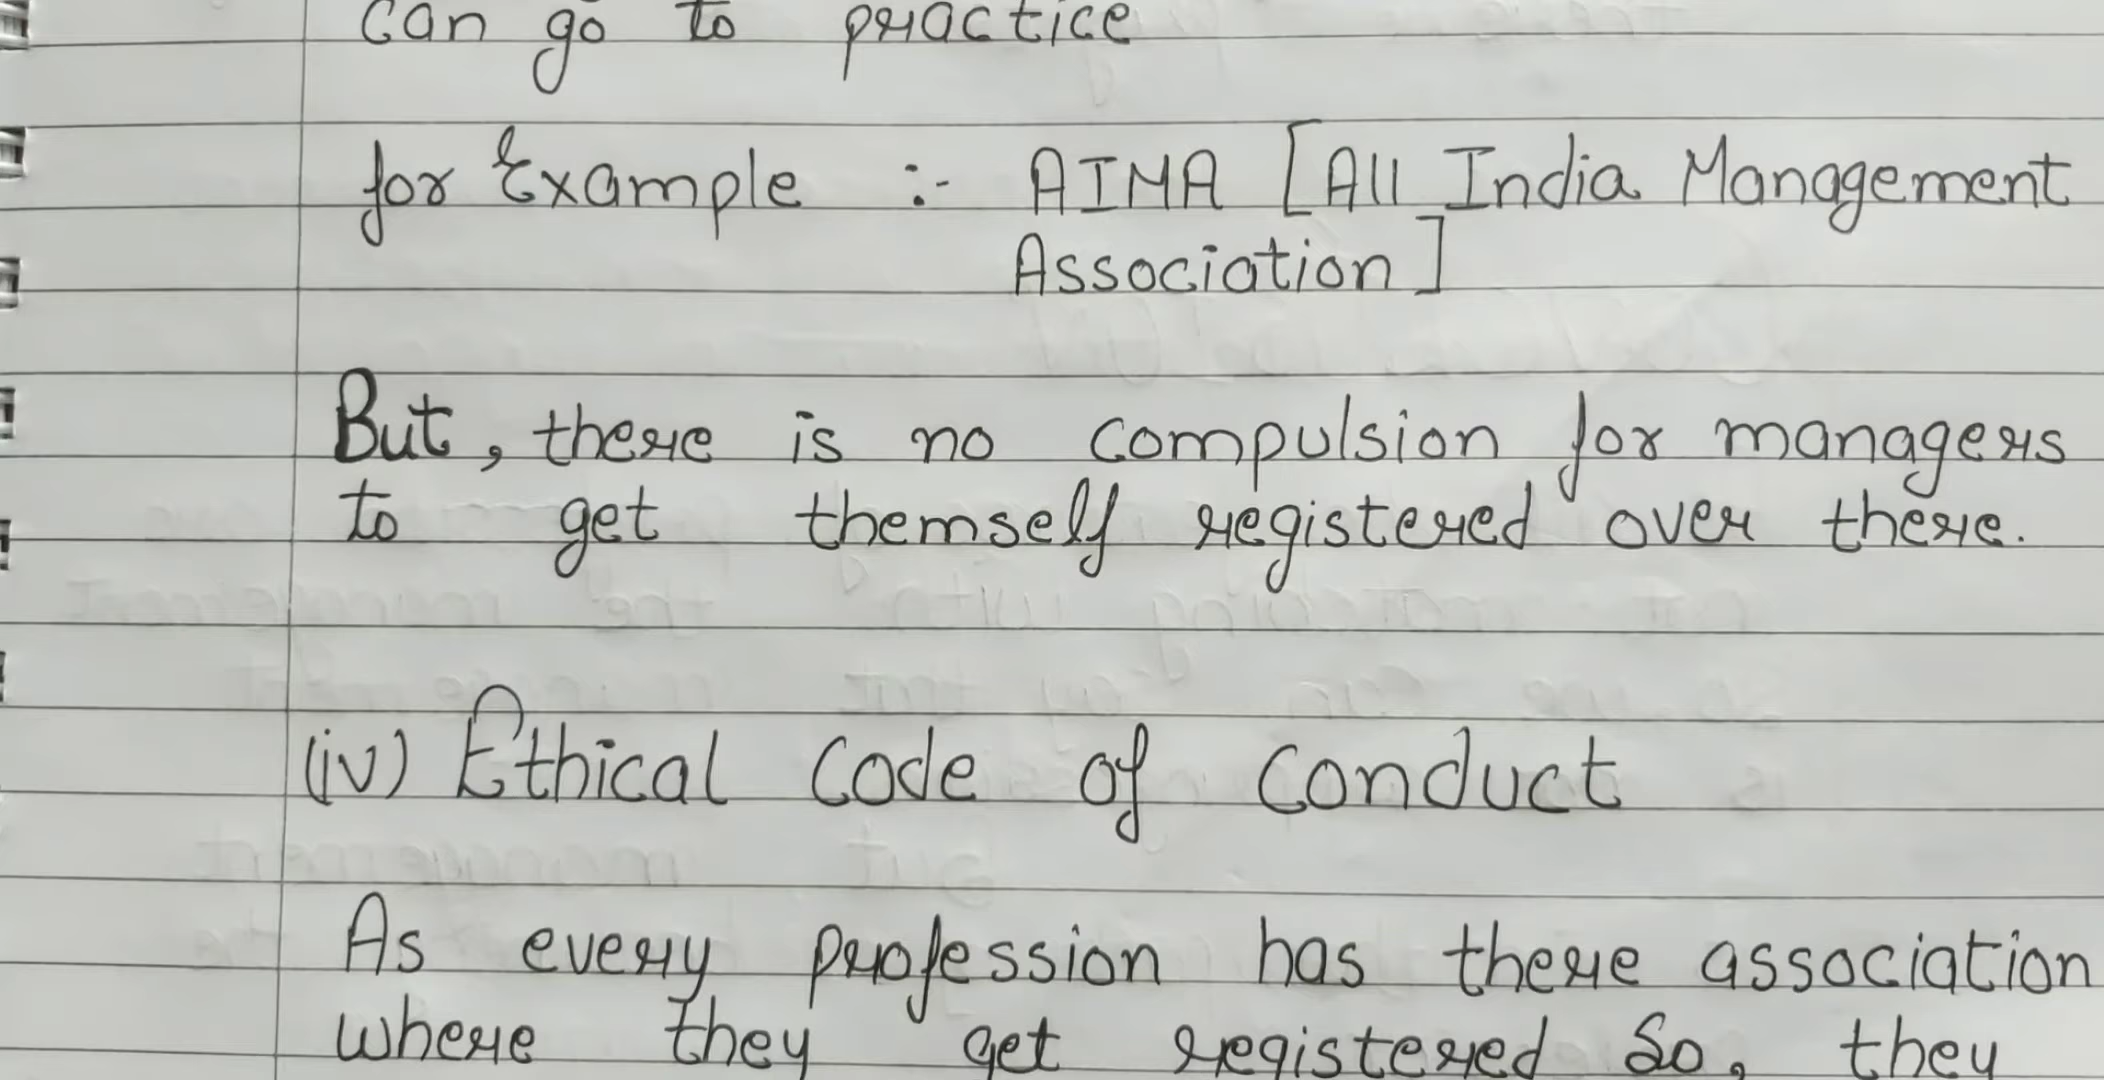 can go to practice
for Example :- AIMA [All India Management
Association]
But, there is no compulsion for managers
to get themself registered over there.
(iv) Ethical Code of Conduct
As every profession has there association
where they get registered So, they